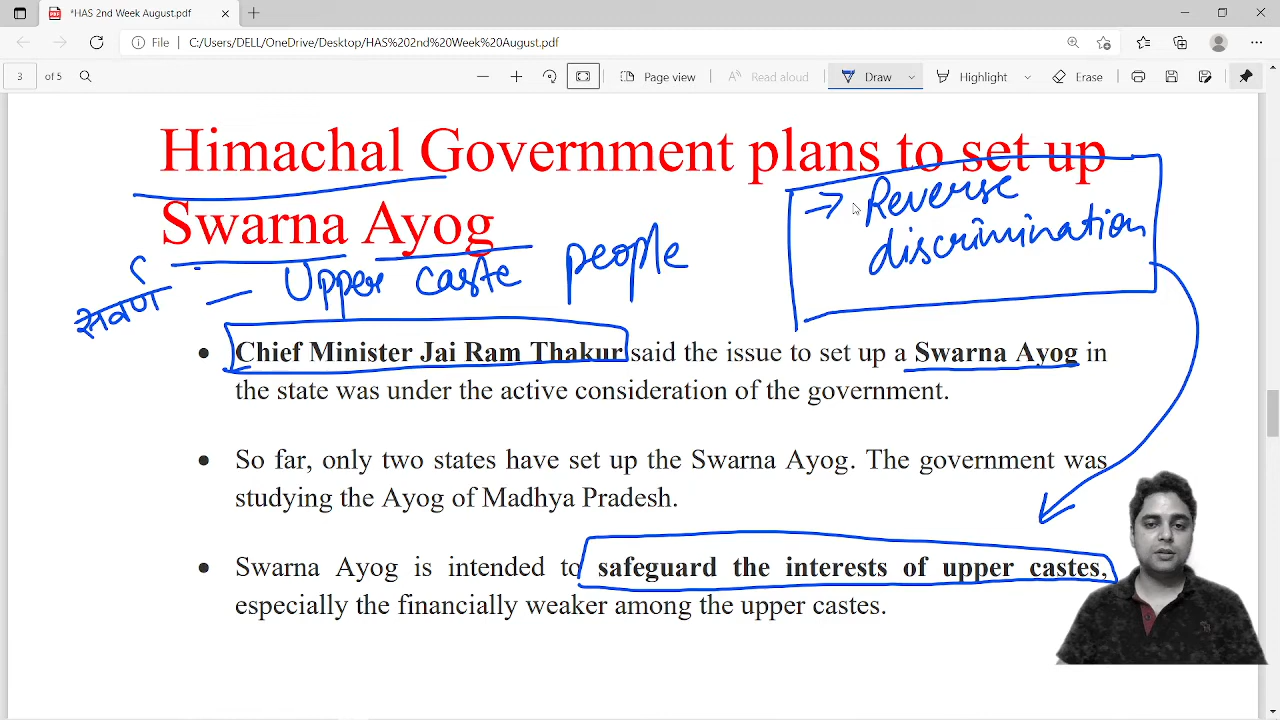 *HAS 2nd Week August.pdf
File C:/Users/DELL/OneDrive/Desktop/HAS%202nd%20Week%20August.pdf
3 of 5 Page view Read aloud Draw Highlight Erase
Himachal Government plans to set up
→ Reverse
Swarna Ayog
discrimination
सवर्ण — Upper caste people
• Chief Minister Jai Ram Thakur said the issue to set up a Swarna Ayog in
the state was under the active consideration of the government.
• So far, only two states have set up the Swarna Ayog. The government was
studying the Ayog of Madhya Pradesh.
• Swarna Ayog is intended to safeguard the interests of upper castes,
especially the financially weaker among the upper castes.